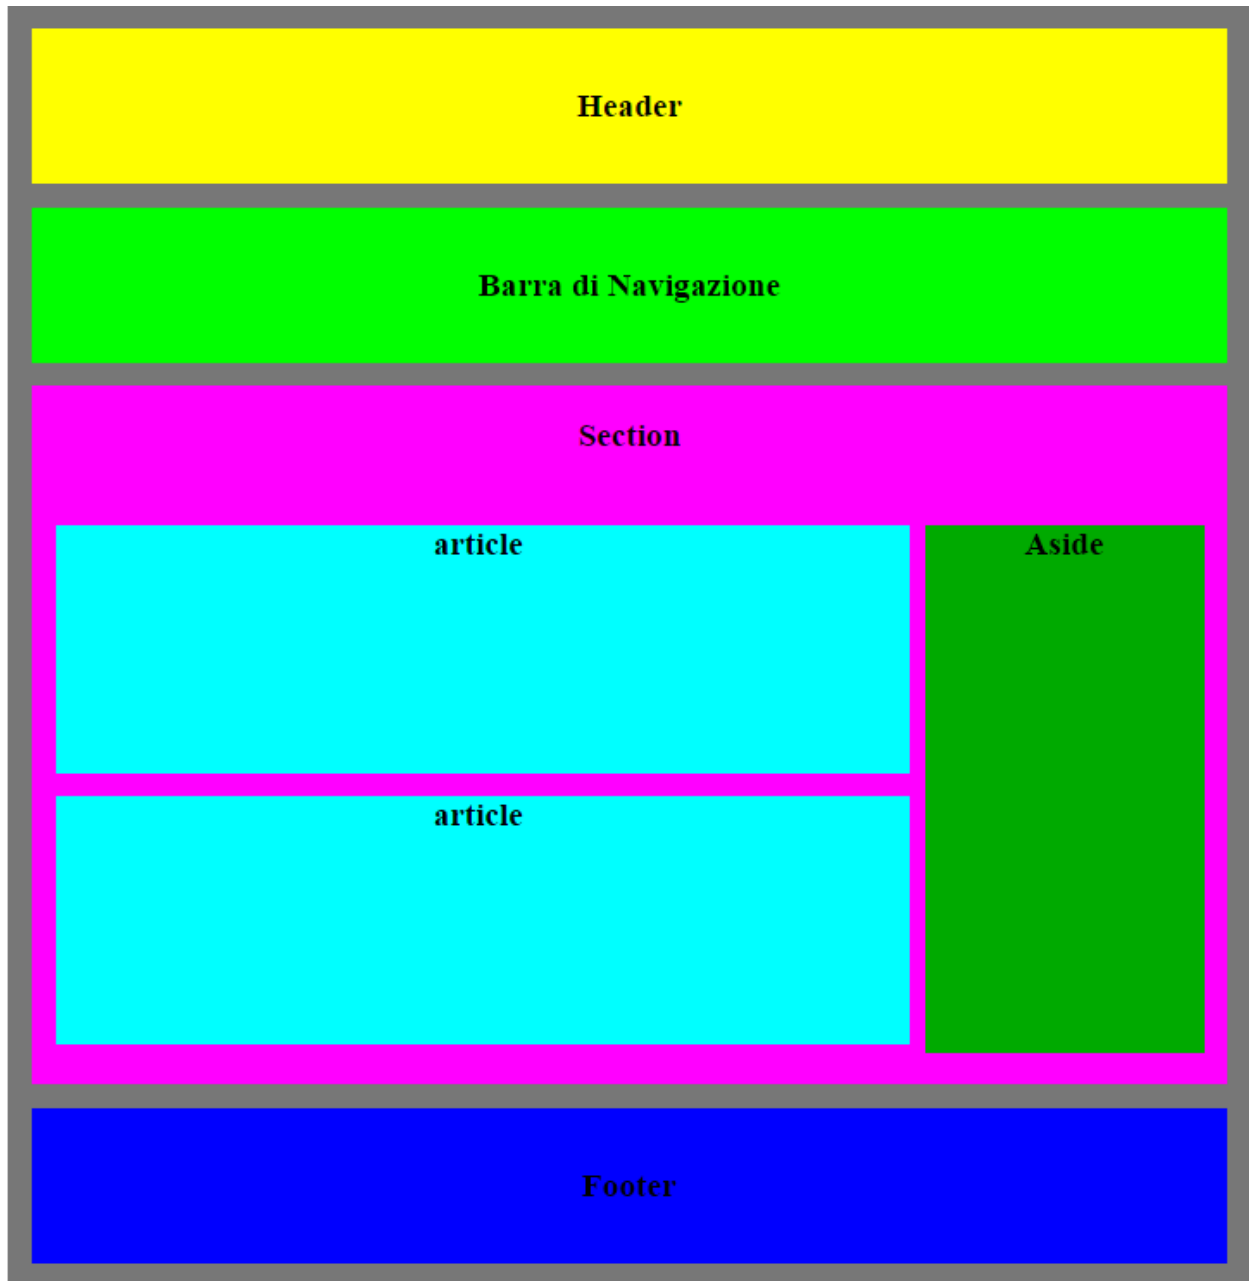 Header
Barra di Navigazione
Section
article
Aside
article
Footer